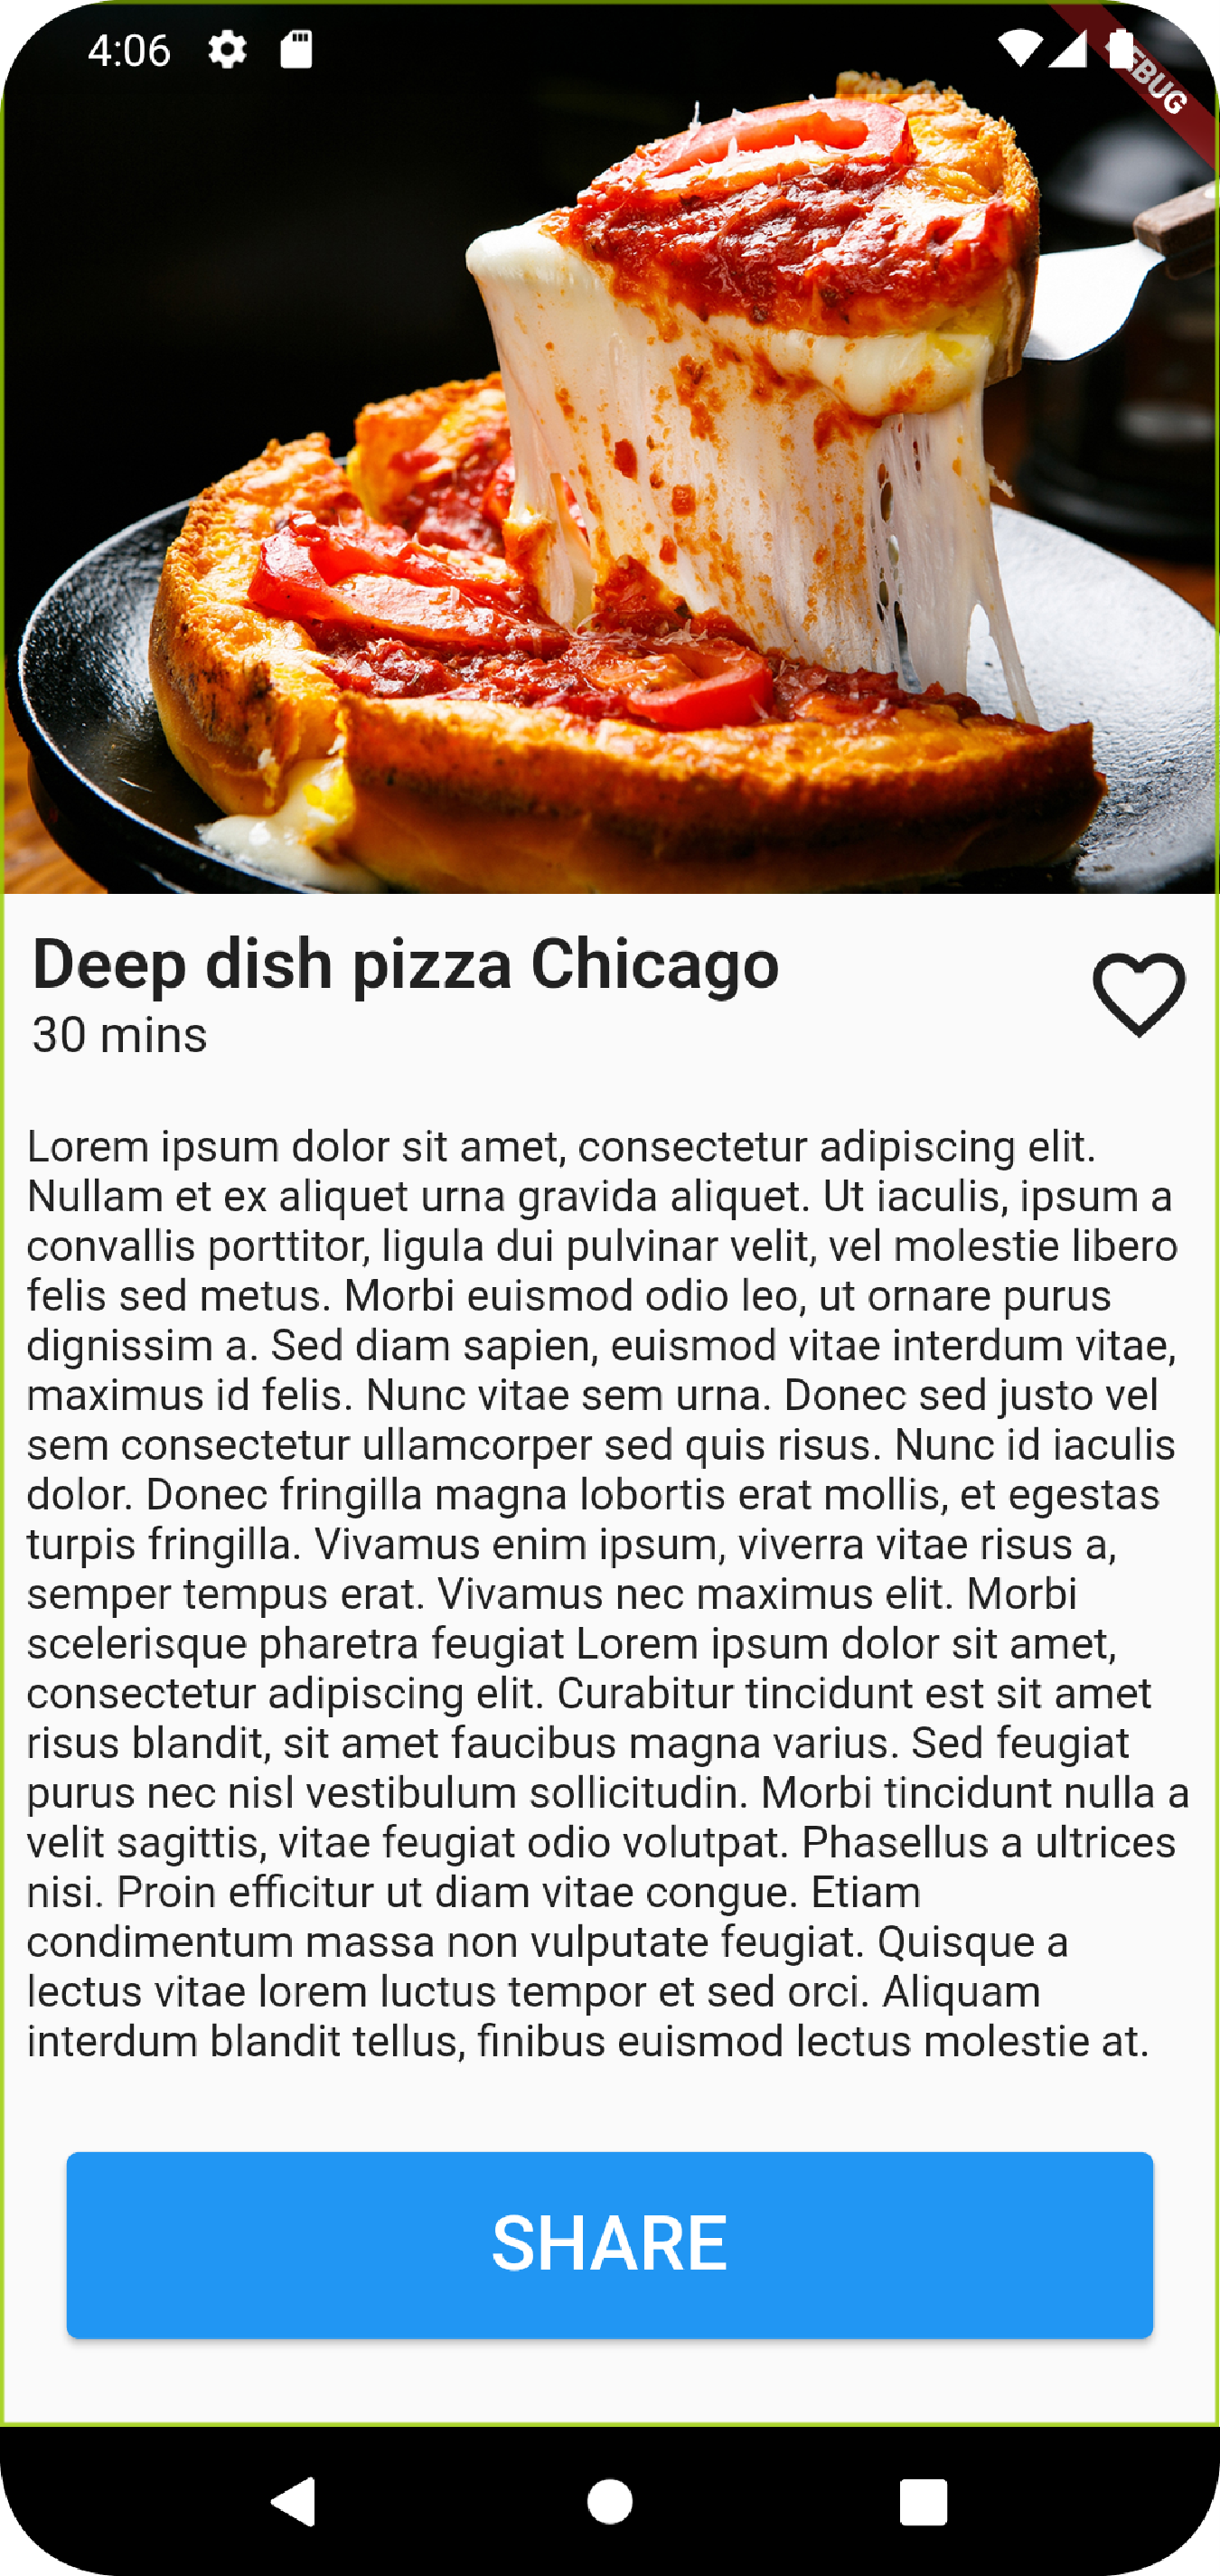 4:06
EBUG
Deep dish pizza Chicago
30 mins
Lorem ipsum dolor sit amet, consectetur adipiscing elit.
Nullam et ex aliquet urna gravida aliquet. Ut iaculis, ipsum a
convallis porttitor, ligula dui pulvinar velit, vel molestie libero
felis sed metus. Morbi euismod odio leo, ut ornare purus
dignissim a. Sed diam sapien, euismod vitae interdum vitae,
maximus id felis. Nunc vitae sem urna. Donec sed justo vel
sem consectetur ullamcorper sed quis risus. Nunc id iaculis
dolor. Donec fringilla magna lobortis erat mollis, et egestas
turpis fringilla. Vivamus enim ipsum, viverra vitae risus a,
semper tempus erat. Vivamus nec maximus elit. Morbi
scelerisque pharetra feugiat Lorem ipsum dolor sit amet,
consectetur adipiscing elit. Curabitur tincidunt est sit amet
risus blandit, sit amet faucibus magna varius. Sed feugiat
purus nec nisl vestibulum sollicitudin. Morbi tincidunt nulla a
velit sagittis, vitae feugiat odio volutpat. Phasellus a ultrices
nisi. Proin efficitur ut diam vitae congue. Etiam
condimentum massa non vulputate feugiat. Quisque a
lectus vitae lorem luctus tempor et sed orci. Aliquam
interdum blandit tellus, finibus euismod lectus molestie at.
SHARE